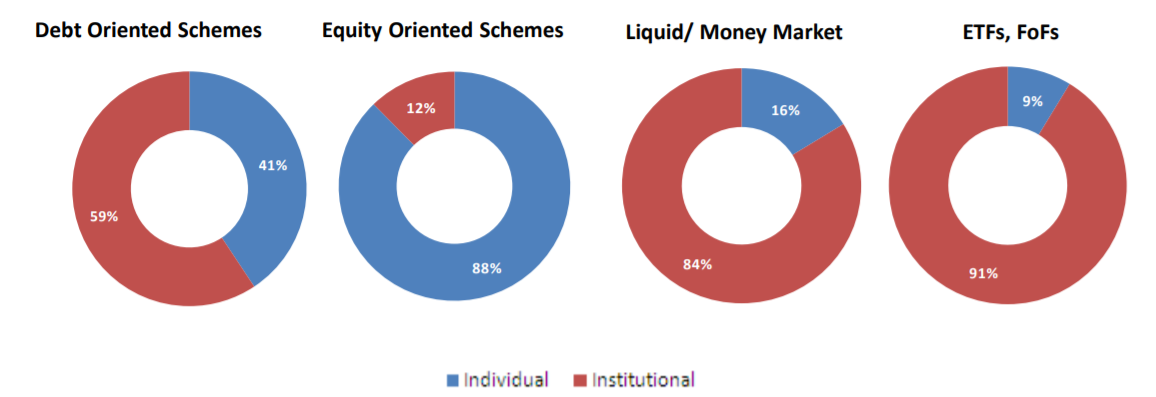 Debt Oriented Schemes
41%
59%
Equity Oriented Schemes
12%
88%
Liquid/ Money Market
16%
84%
ETFs, FoFs
9%
91%
Individual
Institutional